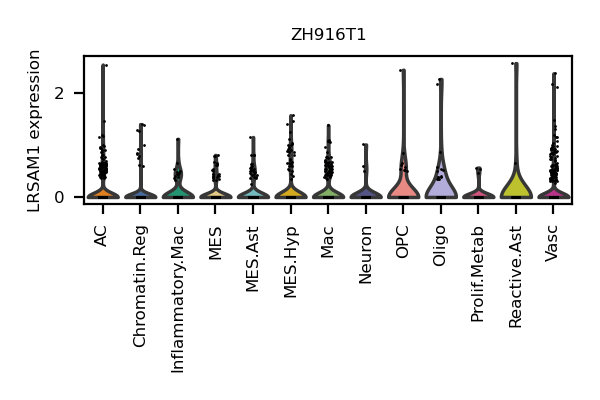 ZH916T1
LRSAM1 expression
2
0
AC
Chromatin.Reg
Inflammatory.Mac
MES
MES.Ast
MES.Hyp
Mac
Neuron
OPC
Oligo
Prolif.Metab
Reactive.Ast
Vasc